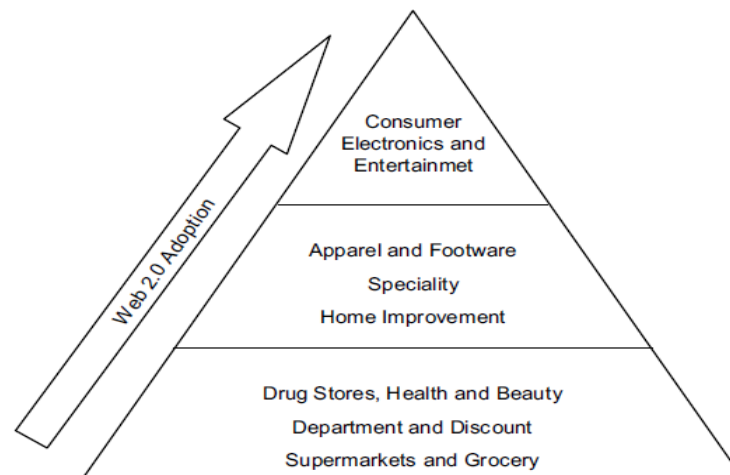 Consumer
Electronics and
Entertainmet
Web 2.0 Adoption
Apparel and Footware
Speciality
Home Improvement
Drug Stores, Health and Beauty
Department and Discount
Supermarkets and Grocery